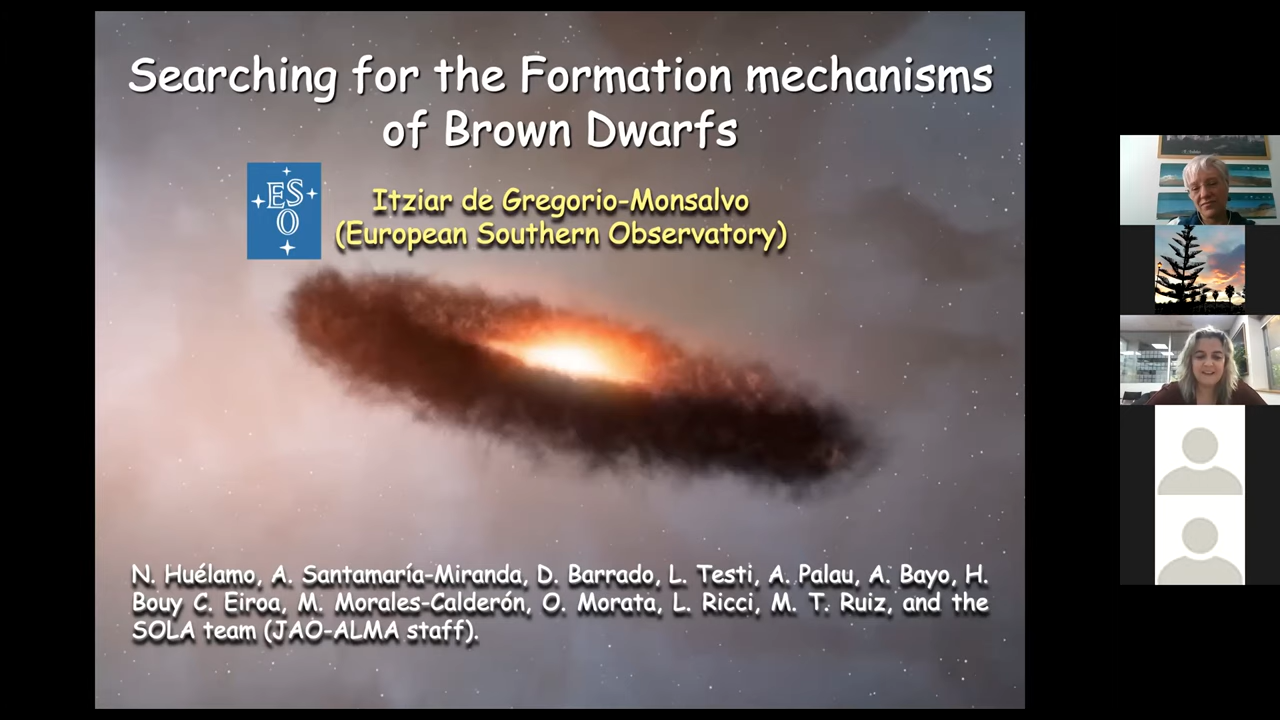 Searching for the Formation mechanisms
of Brown Dwarfs
ES
O
Itziar de Gregorio-Monsalvo
(European Southern Observatory)
N. Huélamo, A. Santamaría-Miranda, D. Barrado, L. Testi, A. Palau, A. Bayo, H.
Bouy C. Eiroa, M. Morales-Calderón, O. Morata, L. Ricci, M. T. Ruiz, and the
SOLA team (JAO-ALMA staff).